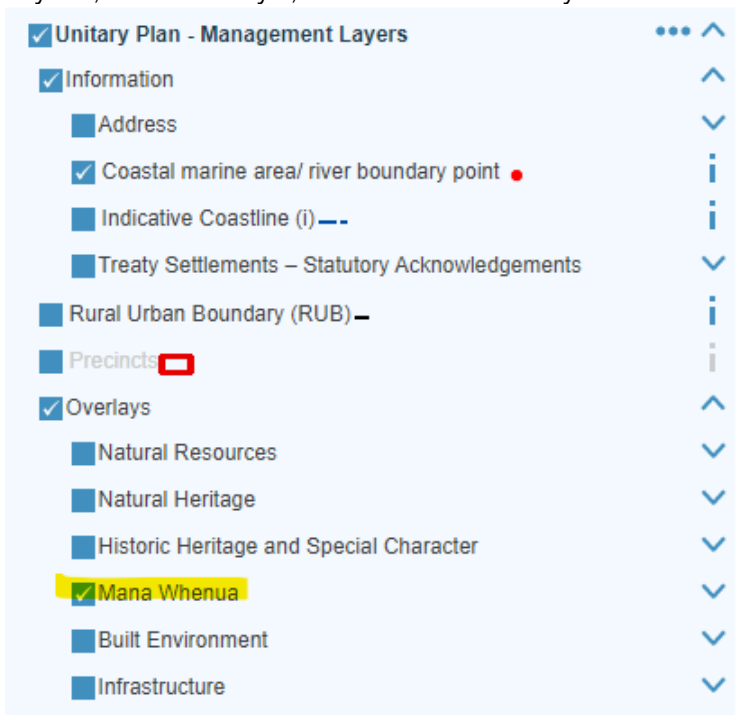 Unitary Plan - Management Layers
Information
Address
Coastal marine area/ river boundary point
Indicative Coastline (i)
Treaty Settlements – Statutory Acknowledgements
Rural Urban Boundary (RUB)
Precincts
Overlays
Natural Resources
Natural Heritage
Historic Heritage and Special Character
Mana Whenua
Built Environment
Infrastructure